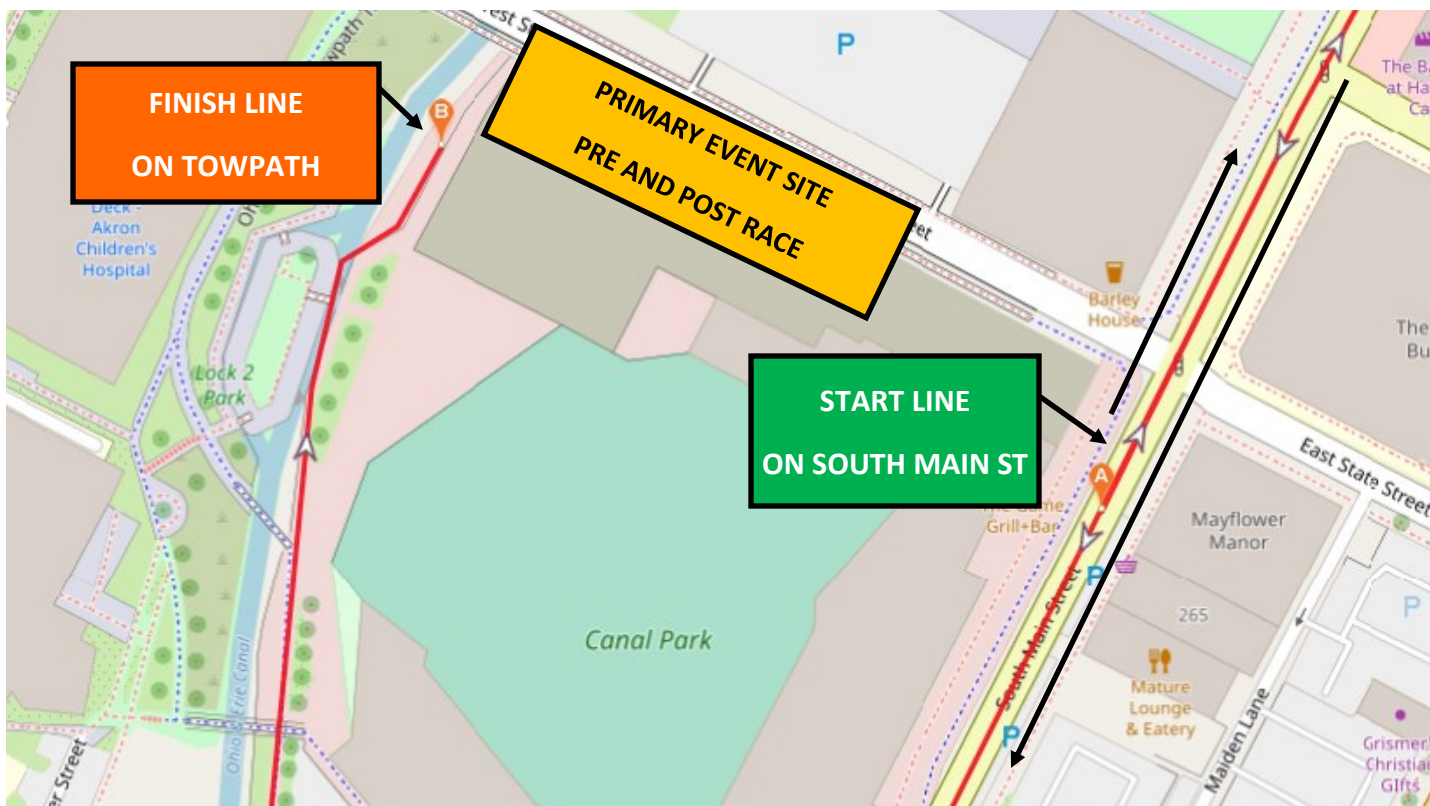 FINISH LINE
ON TOWPATH
B
PRIMARY EVENT SITE
PRE AND POST RACE
P
Deck -
Akron
Children's
Hospital
Lock 2
Park
Barley
House
START LINE
ON SOUTH MAIN ST
A
Grill+Bar
East State Street
Mayflower
Manor
P
265
P
South Main Street
Canal Park
Mature
Lounge
& Eatery
P
Maiden Lane
Grismer's
Christian
GIfts
Ohio & Erie Canal
Street